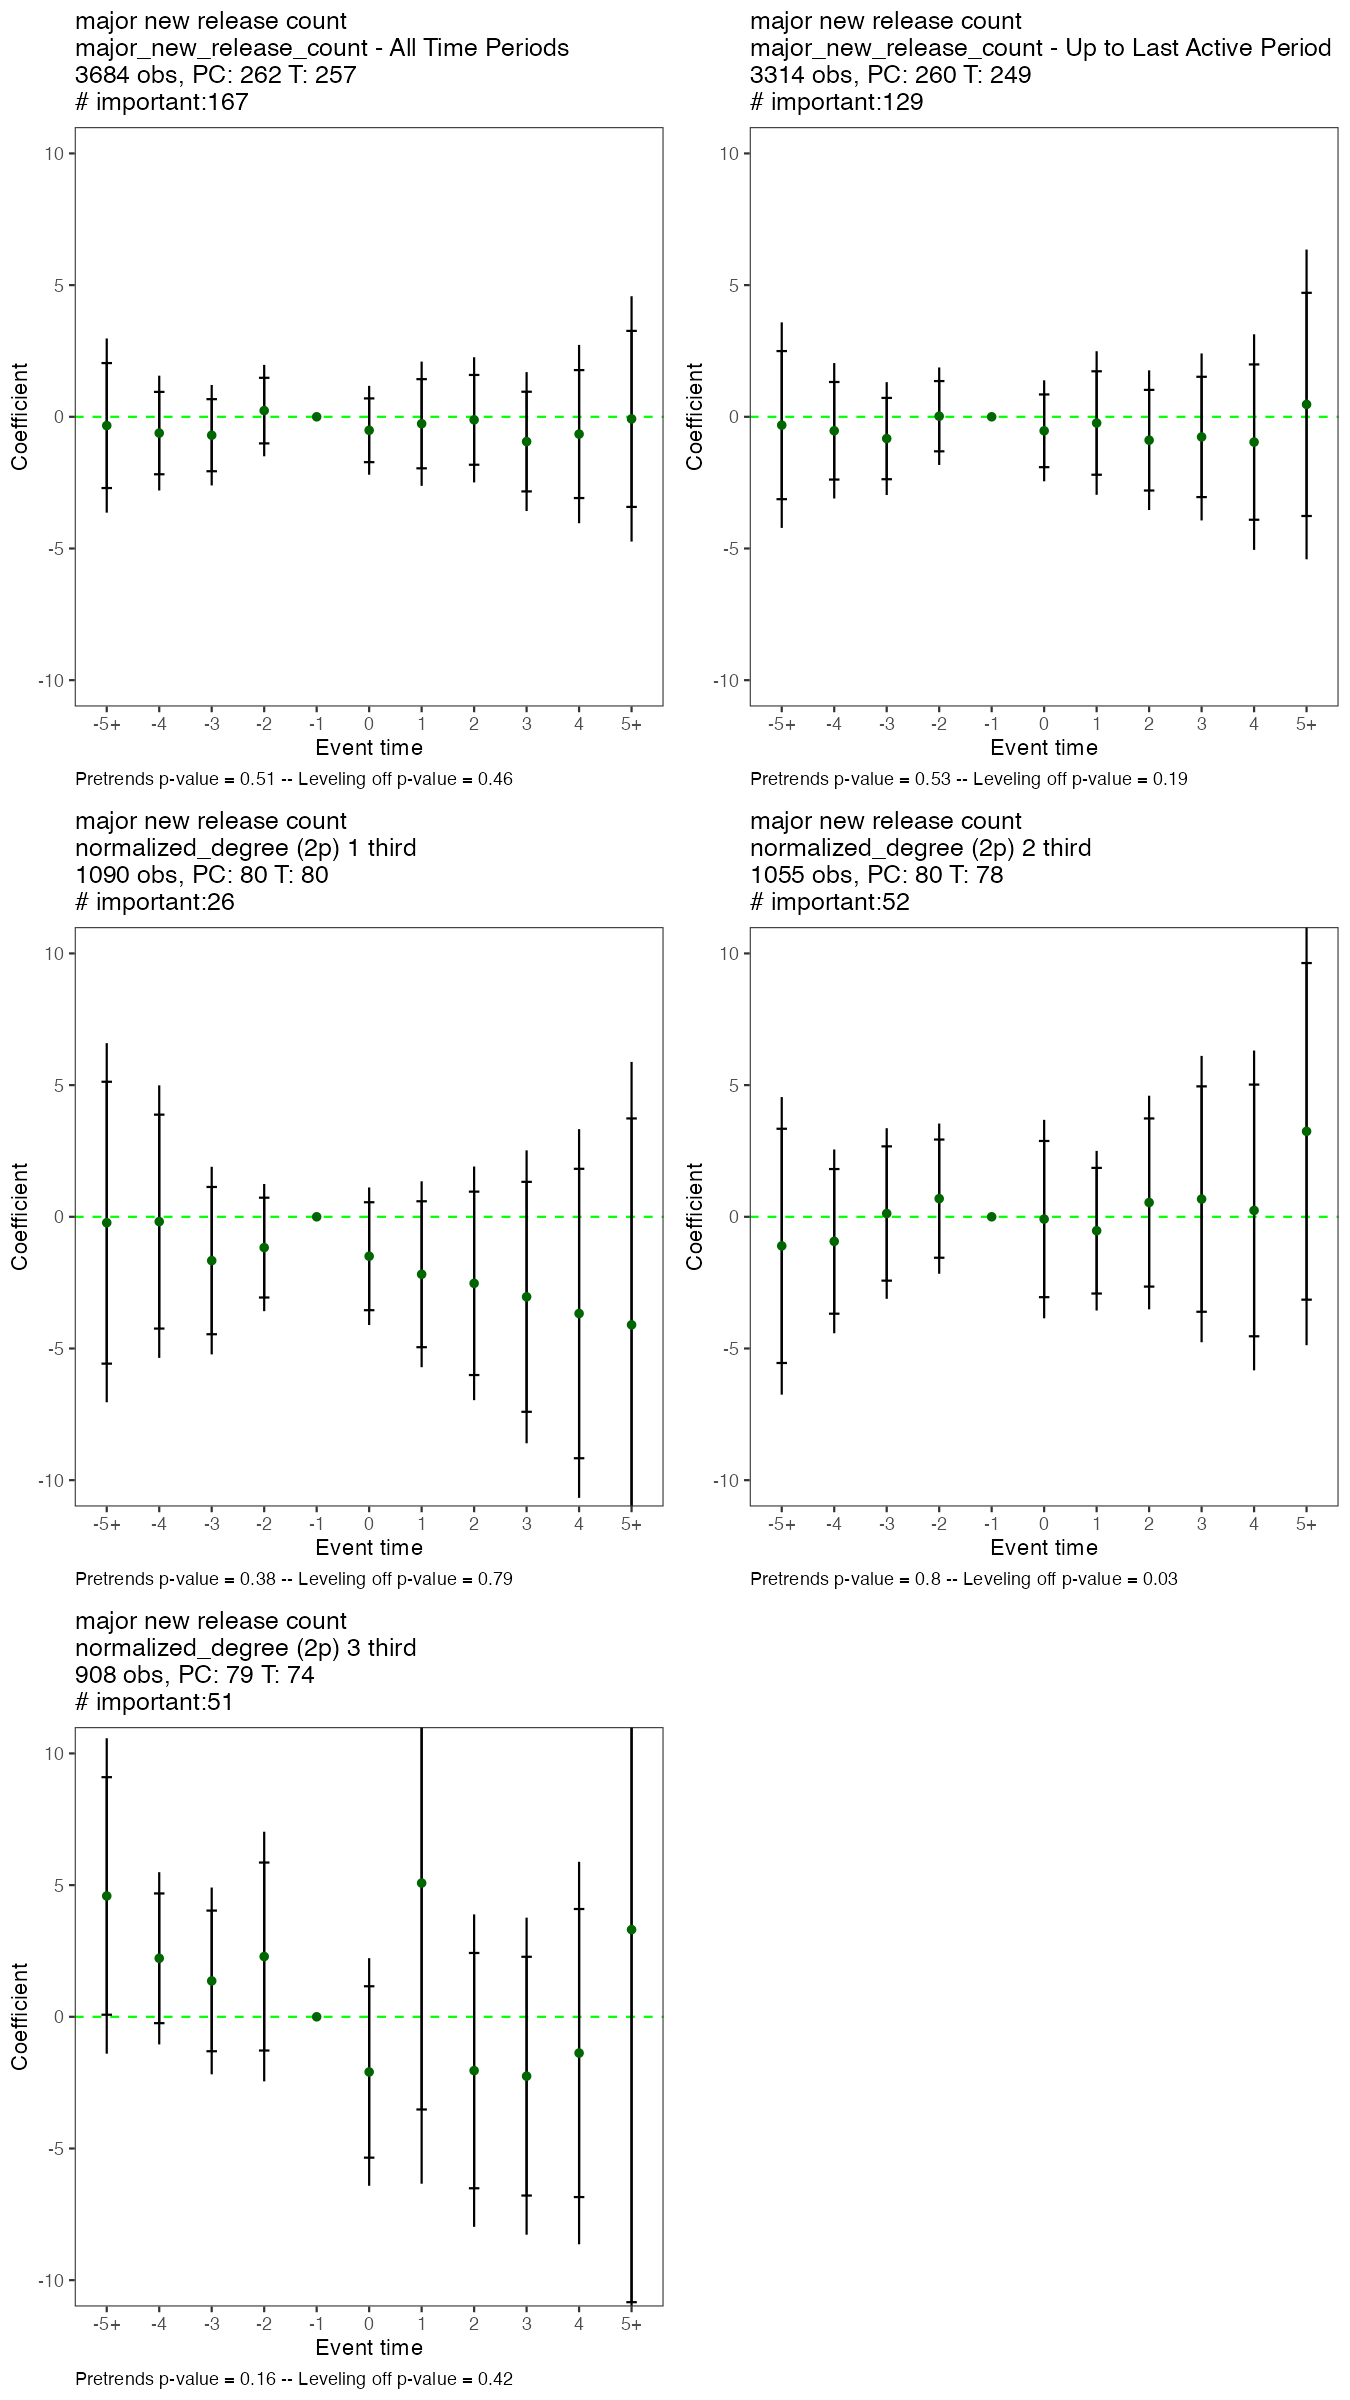 major new release count
major_new_release_count - All Time Periods
3684 obs, PC: 262 T: 257
# important:167
10
5
0
-5
-10
Coefficient
-5+ -4 -3 -2 -1 0 1 2 3 4 5+
Event time
Pretrends p-value = 0.51 -- Leveling off p-value = 0.46
major new release count
major_new_release_count - Up to Last Active Period
3314 obs, PC: 260 T: 249
# important:129
10
5
0
-5
-10
Coefficient
-5+ -4 -3 -2 -1 0 1 2 3 4 5+
Event time
Pretrends p-value = 0.53 -- Leveling off p-value = 0.19
major new release count
normalized_degree (2p) 1 third
1090 obs, PC: 80 T: 80
# important:26
10
5
0
-5
-10
Coefficient
-5+ -4 -3 -2 -1 0 1 2 3 4 5+
Event time
Pretrends p-value = 0.38 -- Leveling off p-value = 0.79
major new release count
normalized_degree (2p) 2 third
1055 obs, PC: 80 T: 78
# important:52
10
5
0
-5
-10
Coefficient
-5+ -4 -3 -2 -1 0 1 2 3 4 5+
Event time
Pretrends p-value = 0.8 -- Leveling off p-value = 0.03
major new release count
normalized_degree (2p) 3 third
908 obs, PC: 79 T: 74
# important:51
10
5
0
-5
-10
Coefficient
-5+ -4 -3 -2 -1 0 1 2 3 4 5+
Event time
Pretrends p-value = 0.16 -- Leveling off p-value = 0.42